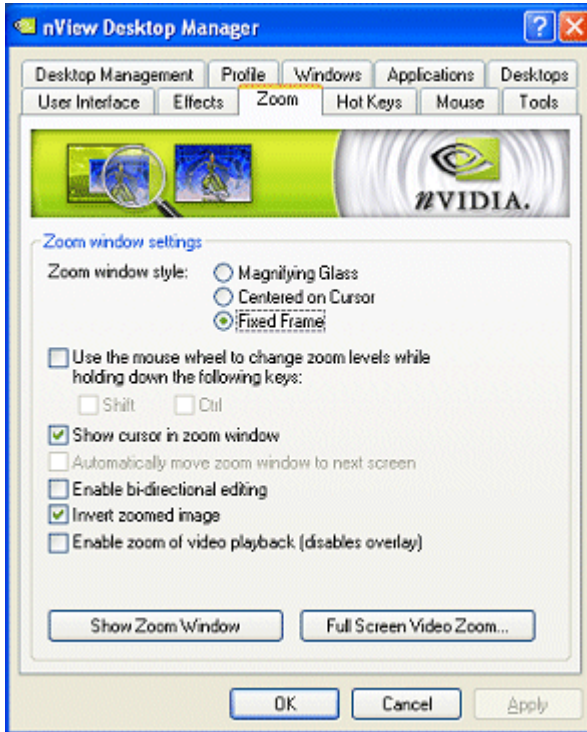 nView Desktop Manager
Desktop Management Profile Windows Applications Desktops
User Interface Effects Zoom Hot Keys Mouse Tools
nVIDIA.
Zoom window settings
Zoom window style: Magnifying Glass
Centered on Cursor
Fixed Frame
Use the mouse wheel to change zoom levels while
holding down the following keys:
Shift Ctrl
Show cursor in zoom window
Automatically move zoom window to next screen
Enable bi-directional editing
Invert zoomed image
Enable zoom of video playback (disables overlay)
Show Zoom Window Full Screen Video Zoom...
OK Cancel Apply